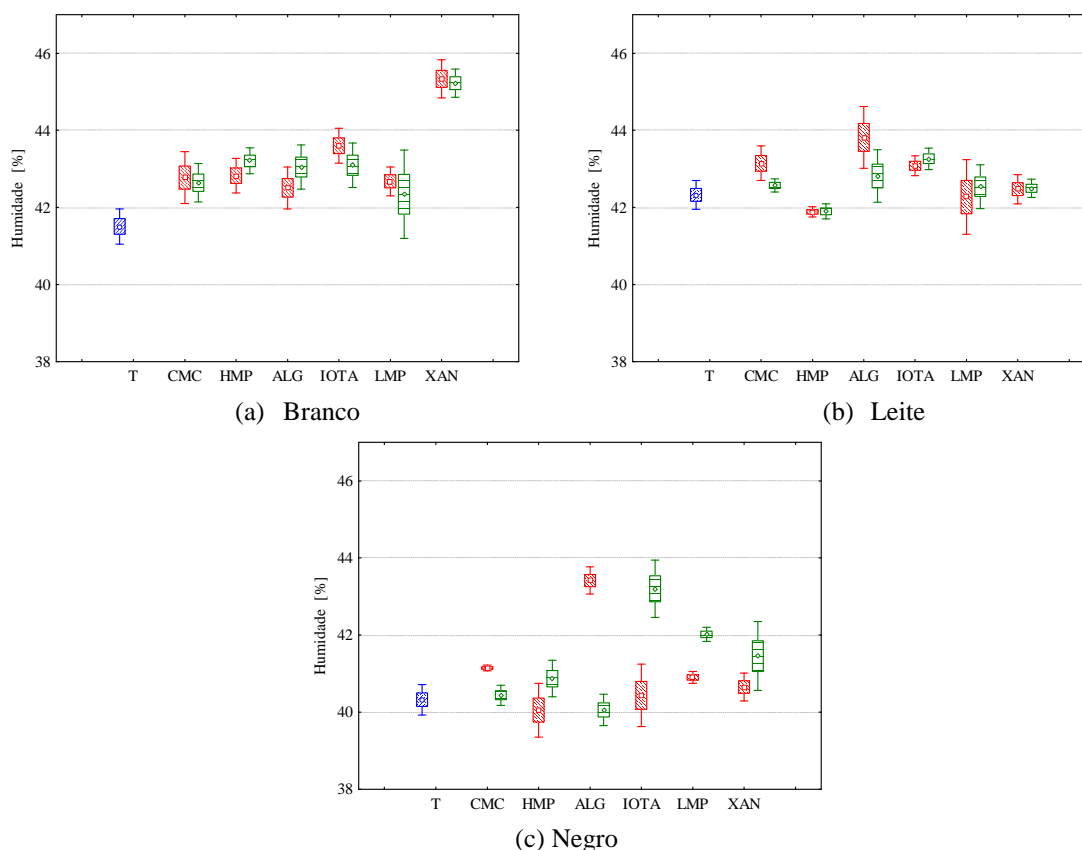 46
44
42
40
38
Humidade [%]
T CMC HMP ALG IOTA LMP XAN
(a) Branco
46
44
42
40
38
Humidade [%]
T CMC HMP ALG IOTA LMP XAN
(b) Leite
46
44
42
40
38
Humidade [%]
T CMC HMP ALG IOTA LMP XAN
(c) Negro